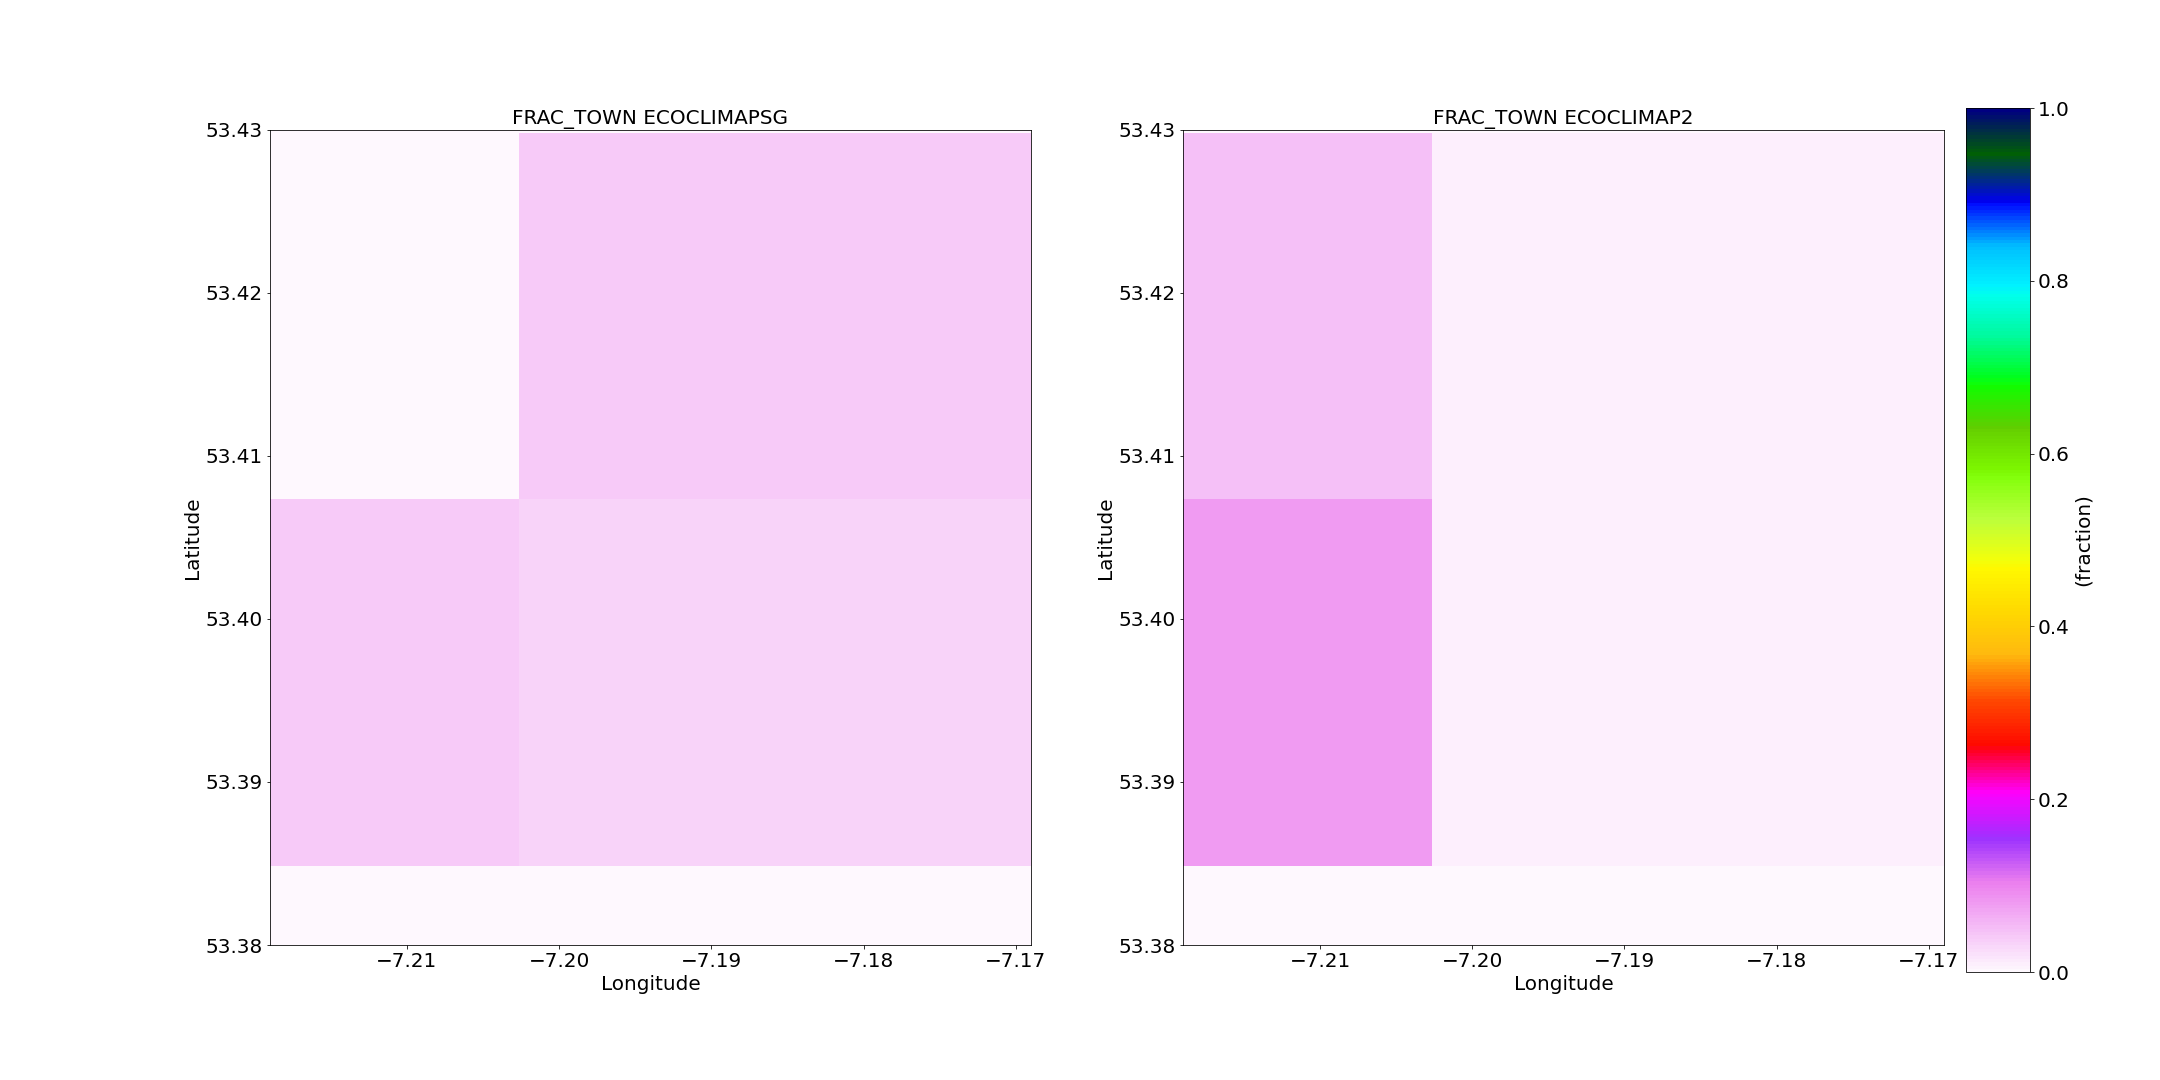 FRAC_TOWN ECOCLIMAPSG
53.43
53.42
53.41
53.40
53.39
53.38
Latitude
−7.21 −7.20 −7.19 −7.18 −7.17
Longitude
FRAC_TOWN ECOCLIMAP2
53.43
53.42
53.41
53.40
53.39
53.38
Latitude
−7.21 −7.20 −7.19 −7.18 −7.17
Longitude
1.0
0.8
0.6
0.4
0.2
0.0
(fraction)